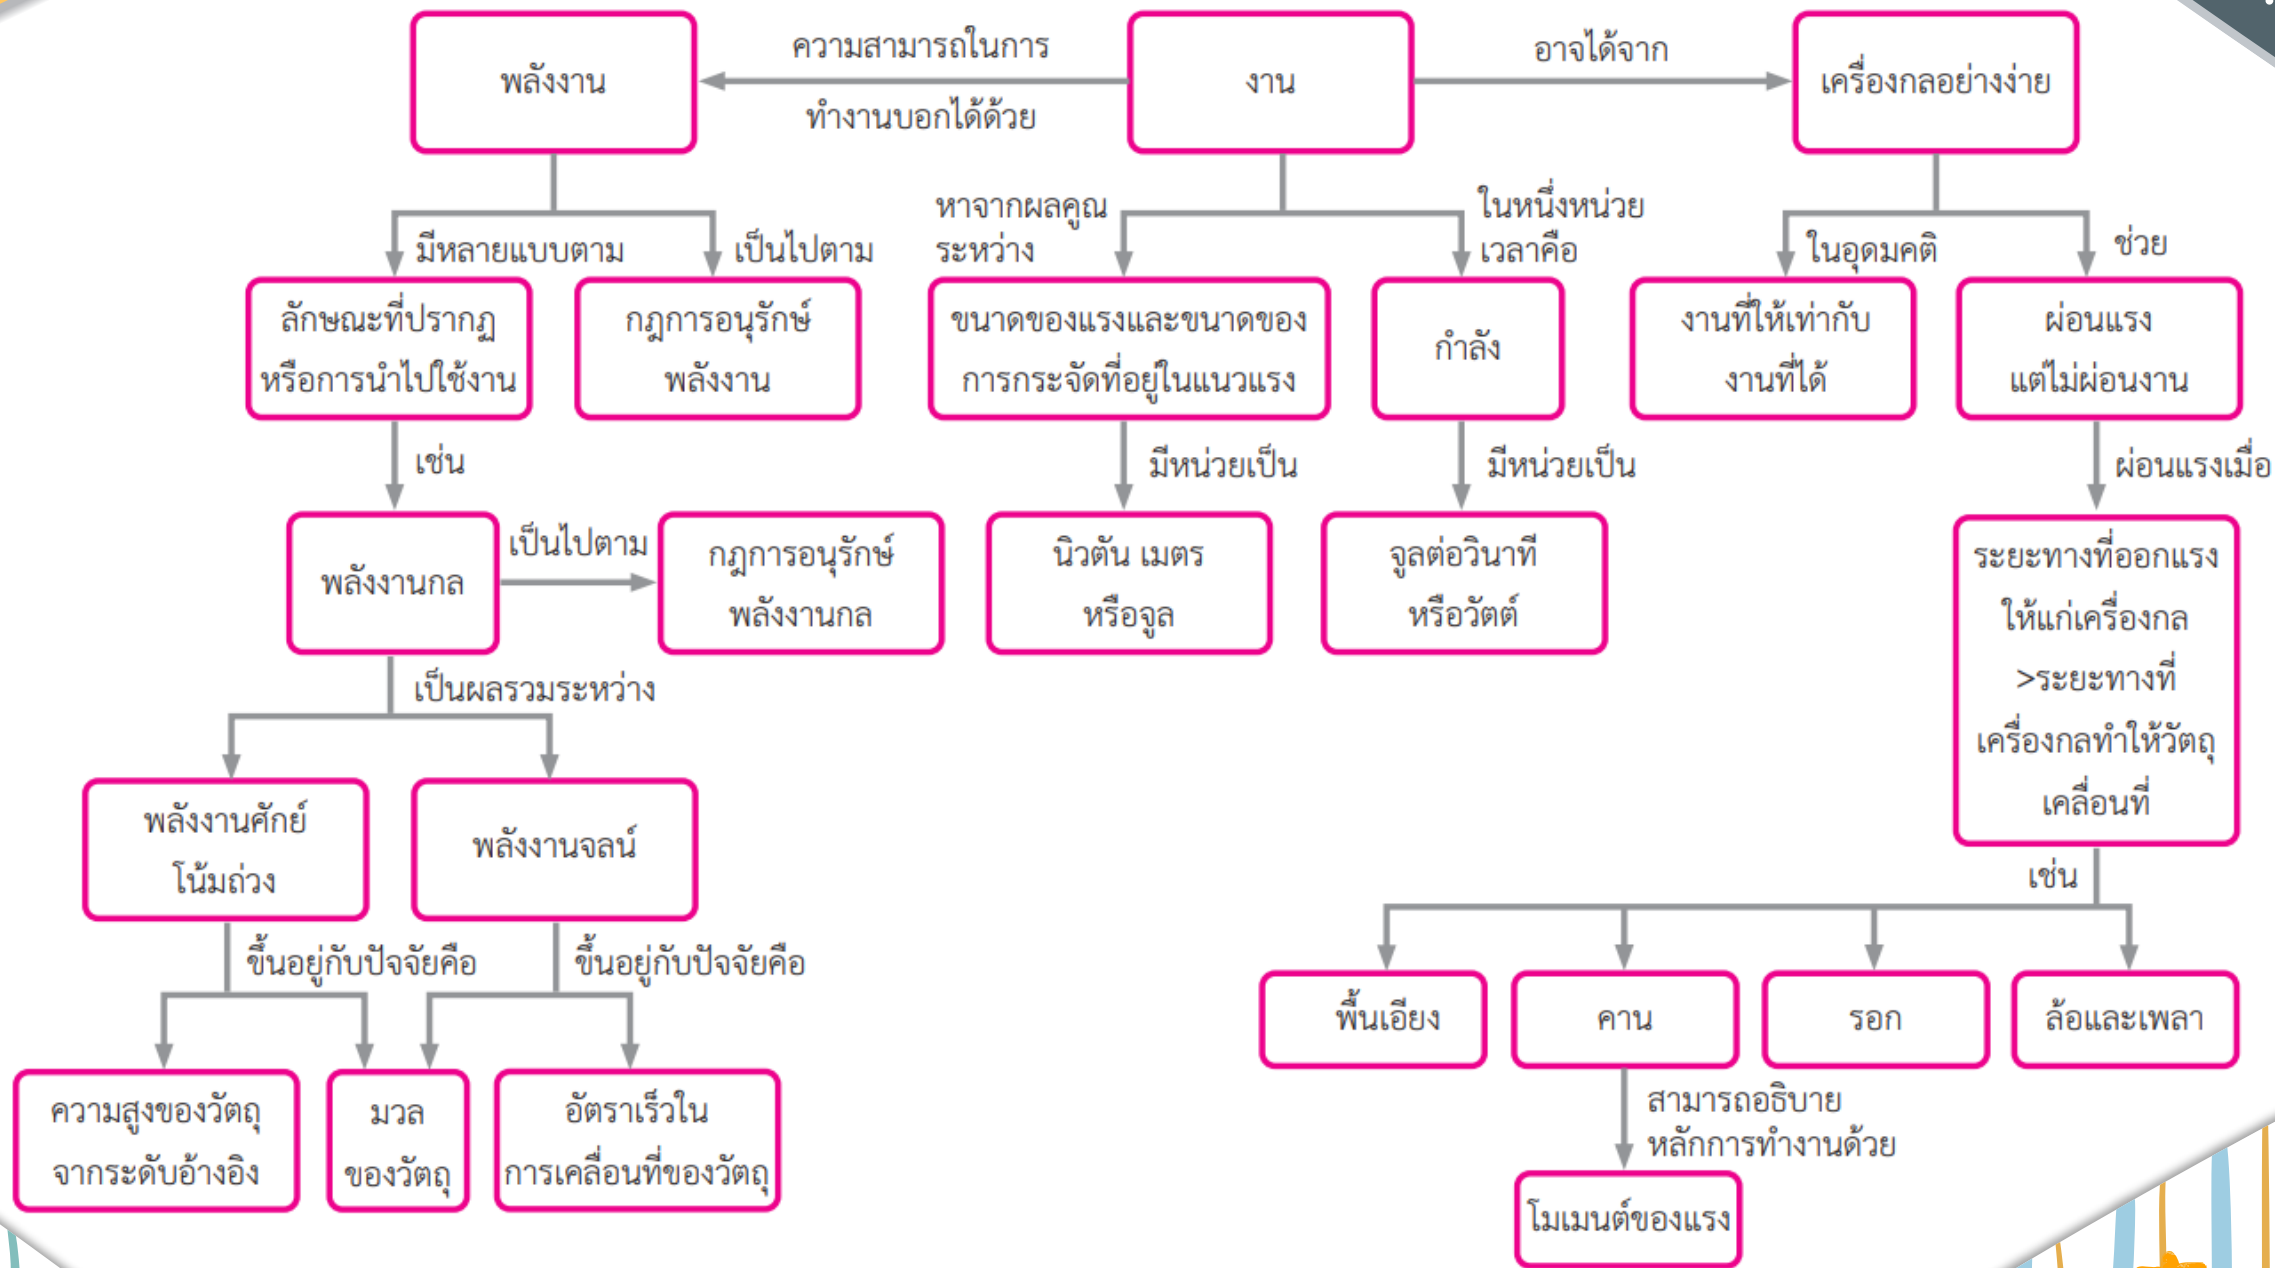 พลังงาน
ความสามารถในการ
ทำงานบอกได้ด้วย
งาน
อาจได้จาก
เครื่องกลอย่างง่าย
มีหลายแบบตาม
เป็นไปตาม
หาจากผลคูณ
ระหว่าง
ในหนึ่งหน่วย
เวลาคือ
ในอุดมคติ
ช่วย
ลักษณะที่ปรากฏ
หรือการนำไปใช้งาน
กฎการอนุรักษ์
พลังงาน
ขนาดของแรงและขนาดของ
การกระจัดที่อยู่ในแนวแรง
กำลัง
งานที่ให้เท่ากับ
งานที่ได้
ผ่อนแรง
แต่ไม่ผ่อนงาน
เช่น
มีหน่วยเป็น
มีหน่วยเป็น
ผ่อนแรงเมื่อ
พลังงานกล
เป็นไปตาม
กฎการอนุรักษ์
พลังงานกล
นิวตัน เมตร
หรือจูล
จูลต่อวินาที
หรือวัตต์
ระยะทางที่ออกแรง
ให้แก่เครื่องกล
>ระยะทางที่
เครื่องกลทำให้วัตถุ
เคลื่อนที่
เป็นผลรวมระหว่าง
พลังงานศักย์
โน้มถ่วง
พลังงานจลน์
เช่น
ขึ้นอยู่กับปัจจัยคือ
ขึ้นอยู่กับปัจจัยคือ
พื้นเอียง
คาน
รอก
ล้อและเพลา
ความสูงของวัตถุ
จากระดับอ้างอิง
มวล
ของวัตถุ
อัตราเร็วใน
การเคลื่อนที่ของวัตถุ
สามารถอธิบาย
หลักการทำงานด้วย
โมเมนต์ของแรง